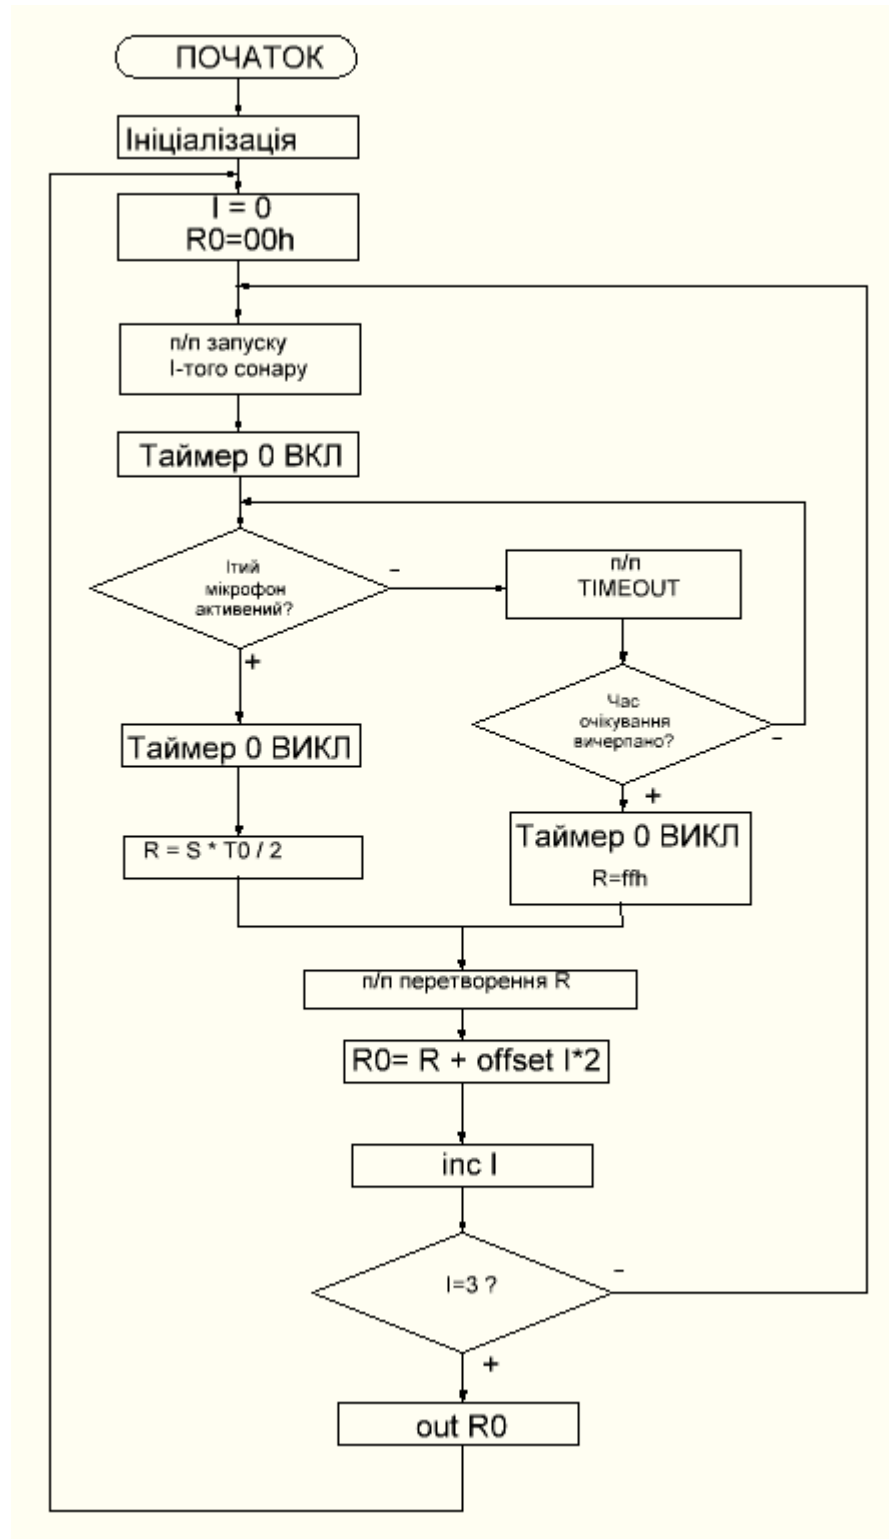 ПОЧАТОК
Ініціалізація
I = 0
R0=00h
п/п запуску
I-того сонару
Таймер 0 ВКЛ
Iтий
мікрофон
активений?
–
п/п
TIMEOUT
+
Час
очікування
вичерпано?
–
Таймер 0 ВИКЛ
+
Таймер 0 ВИКЛ
R=ffh
R = S * T0 / 2
п/п перетворення R
R0= R + offset I*2
inc I
I=3 ?
–
+
out R0